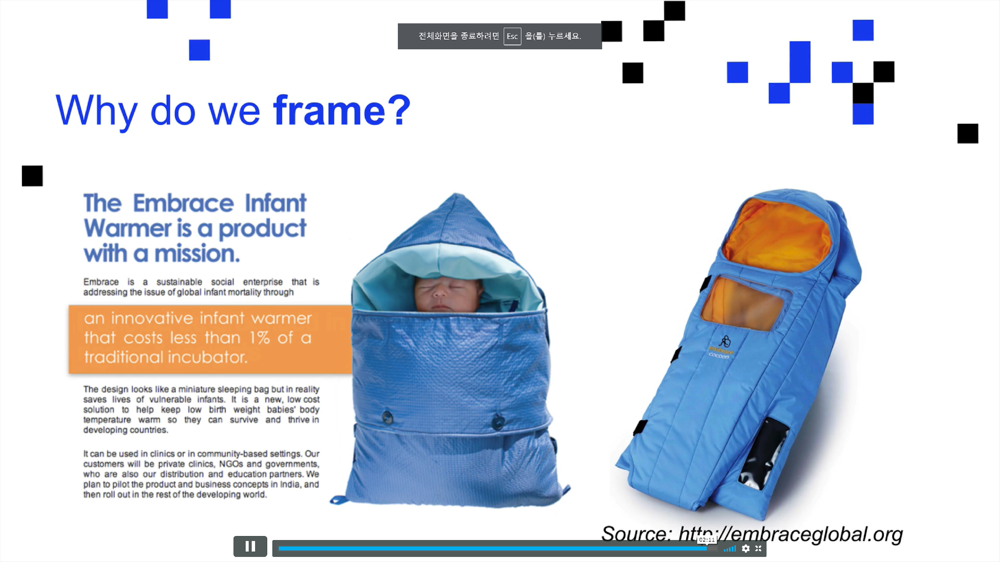 전체화면을 종료하려면 Esc 을(를) 누르세요.
Why do we frame?
The Embrace Infant
Warmer is a product
with a mission.
Embrace is a sustainable social enterprise that is
addressing the issue of global infant mortality through
an innovative infant warmer
that costs less than 1% of a
traditional incubator.
The design looks like a miniature sleeping bag but in reality
saves lives of vulnerable infants. It is a new, low cost
solution to help keep low birth weight babies' body
temperature warm so they can survive and thrive in
developing countries.
It can be used in clinics or in community-based settings. Our
customers will be private clinics, NGOs and governments,
who are also our distribution and education partners. We
plan to pilot the product and business concepts in India, and
then roll out in the rest of the developing world.
embrace
cocoon
Source: http://embraceglobal.org
02:11